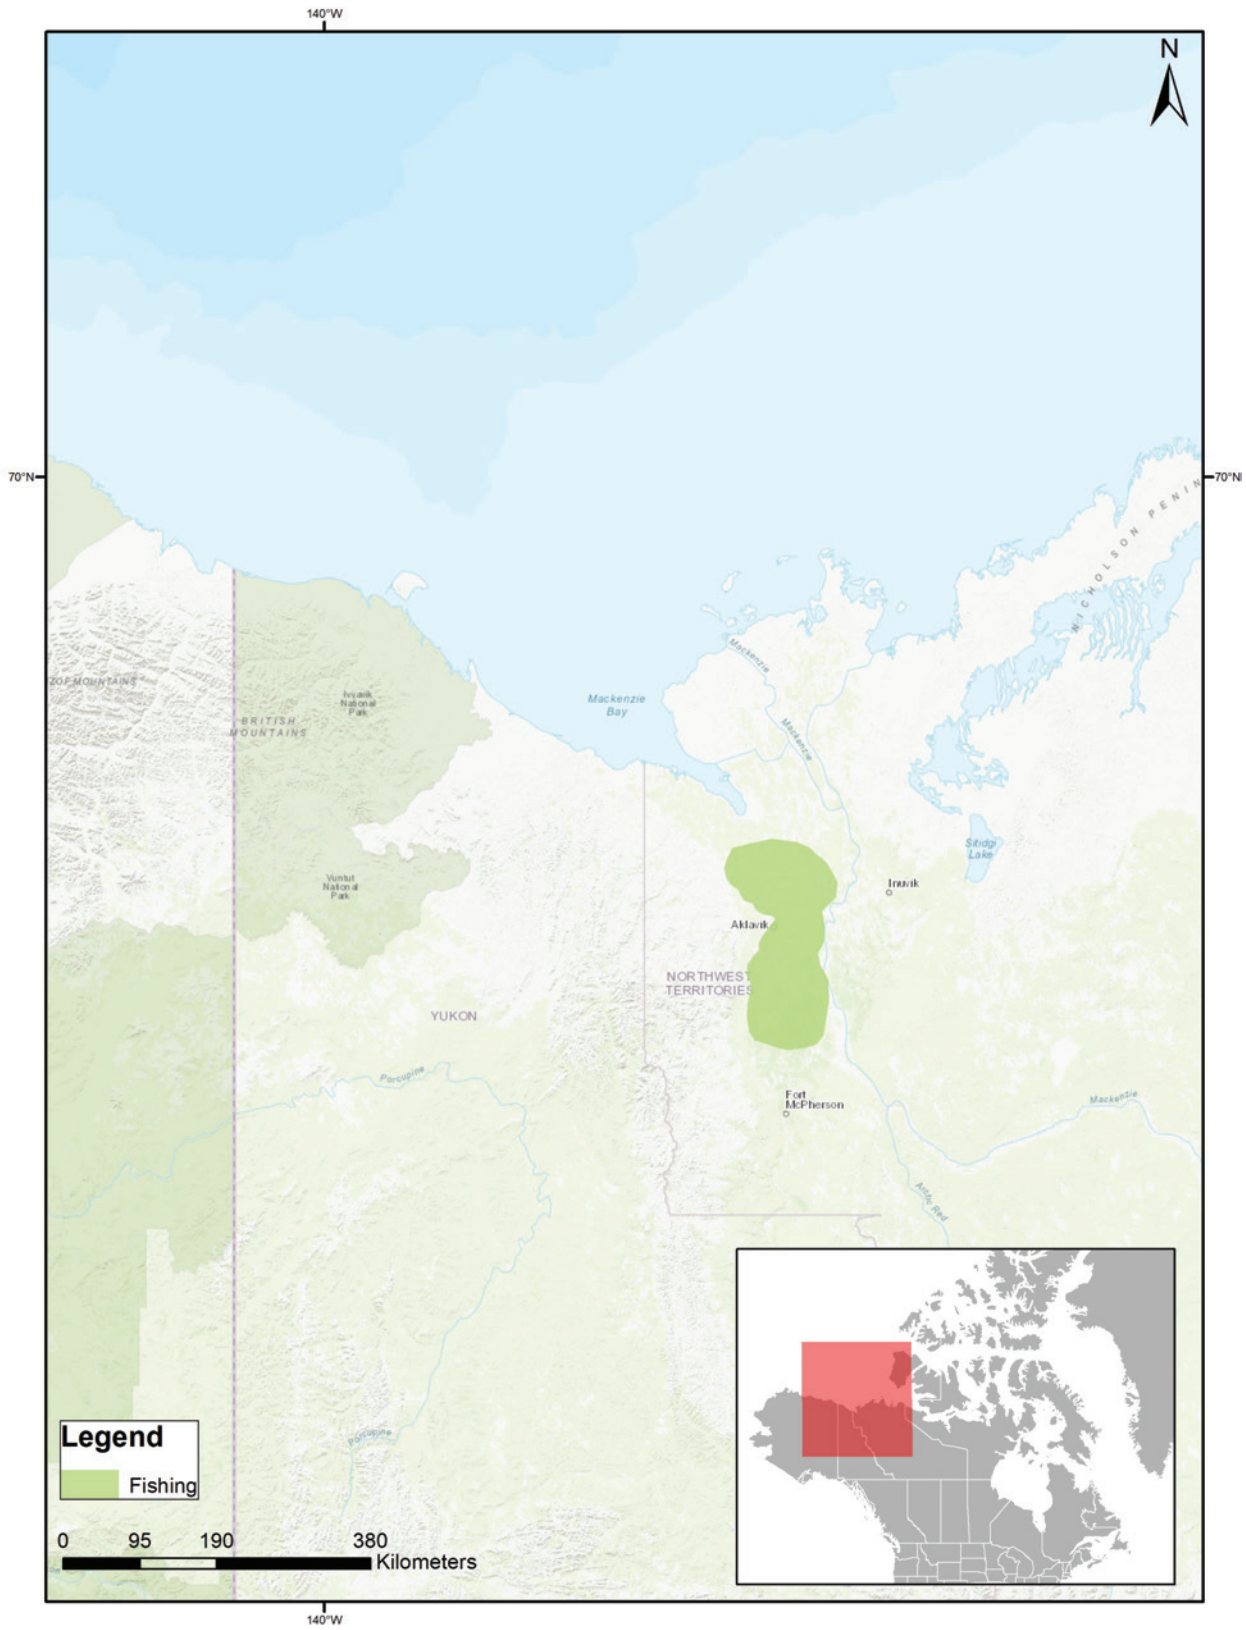 140°W
N
70°N
70°N
NICHOLSON PENIN
ZOF MOUNTAINS
Ivvavik
National
Park
BRITISH
MOUNTAINS
Mackenzie
Mackenzie
Bay
Mackenzie
Sitidgi
Lake
Vuntut
National
Park
Inuvik
Aklavik
NORTHWEST
TERRITORIES
YUKON
Porcupine
Fort
McPherson
Mackenzie
Arctic Red
Porcupine
Legend
Fishing
0 95 190 380
Kilometers
140°W